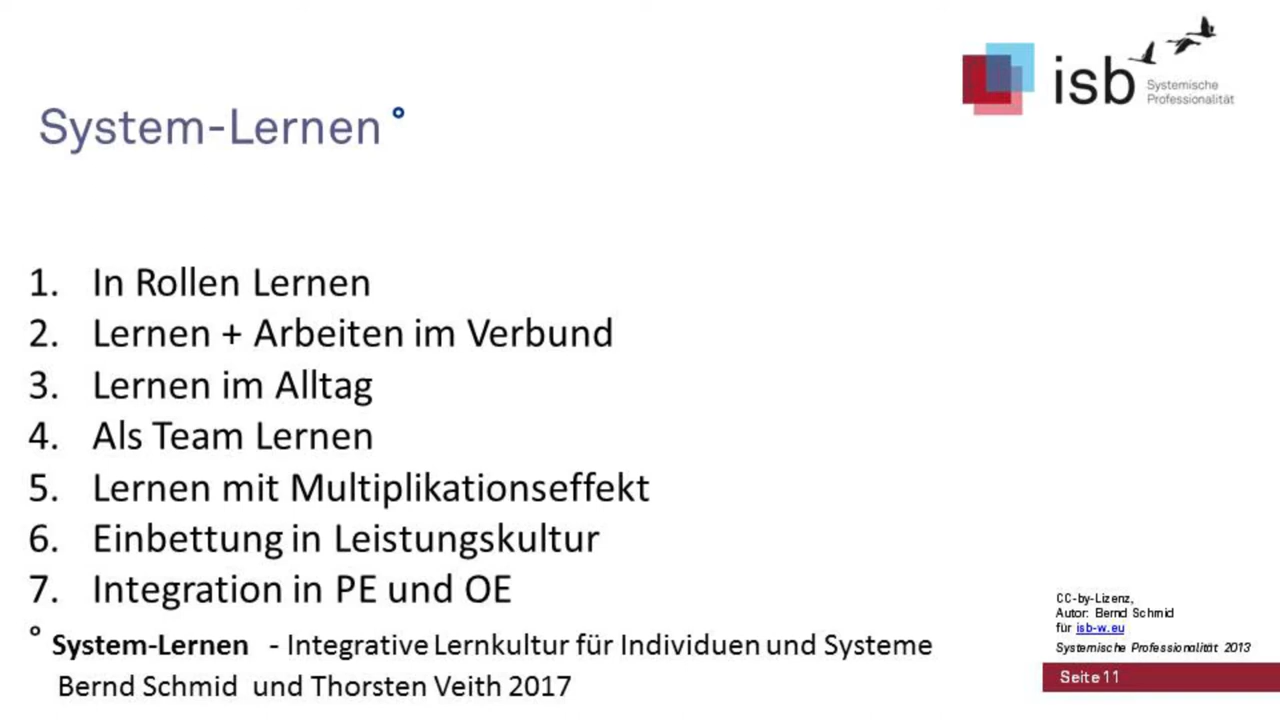 isb Systemische
Professionalität
System-Lernen °
1. In Rollen Lernen
2. Lernen + Arbeiten im Verbund
3. Lernen im Alltag
4. Als Team Lernen
5. Lernen mit Multiplikationseffekt
6. Einbettung in Leistungskultur
7. Integration in PE und OE
° System-Lernen - Integrative Lernkultur für Individuen und Systeme
Bernd Schmid und Thorsten Veith 2017
CC-by-Lizenz,
Autor: Bernd Schmid
für isb-w.eu
Systemische Professionalität 2013
Seite 11